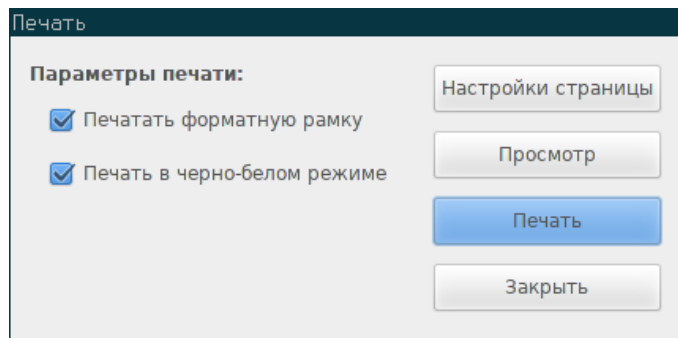 Печать
Параметры печати:
Печатать форматную рамку
Печать в черно-белом режиме
Настройки страницы
Просмотр
Печать
Закрыть